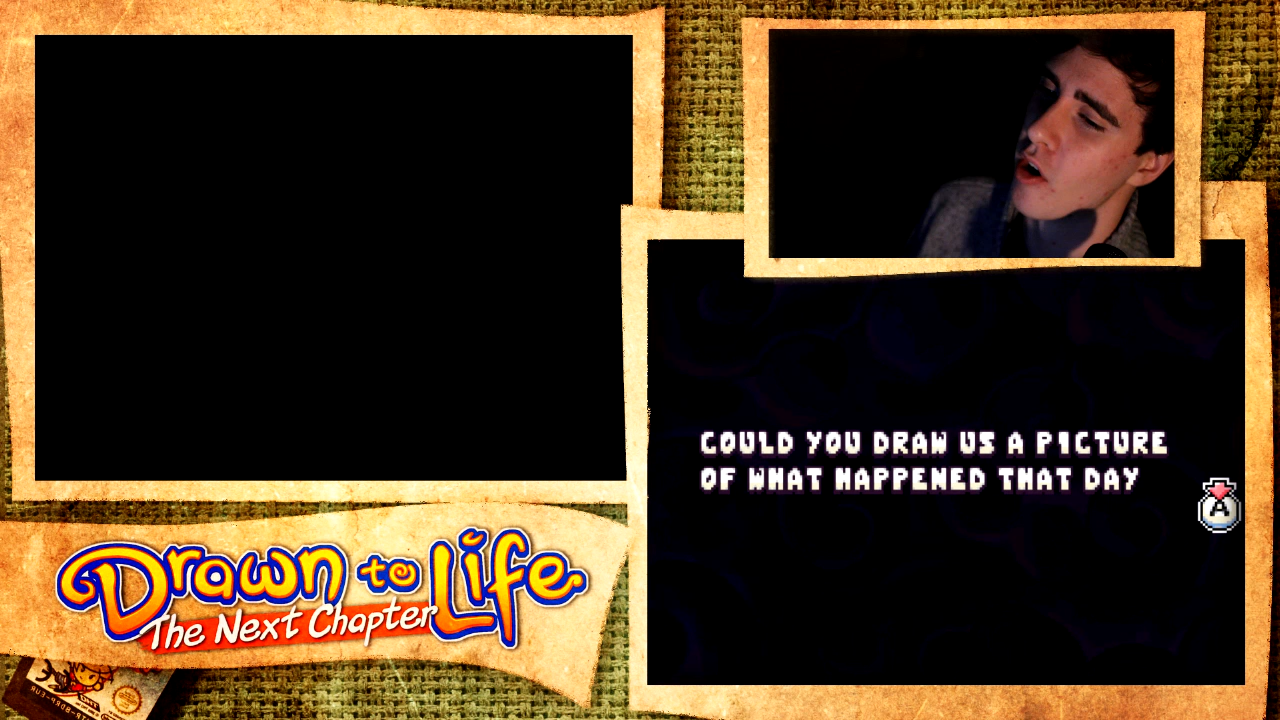 COULD YOU DRAW US A PICTURE
OF WHAT HAPPENED THAT DAY
A
Drawn to Life
The Next Chapter